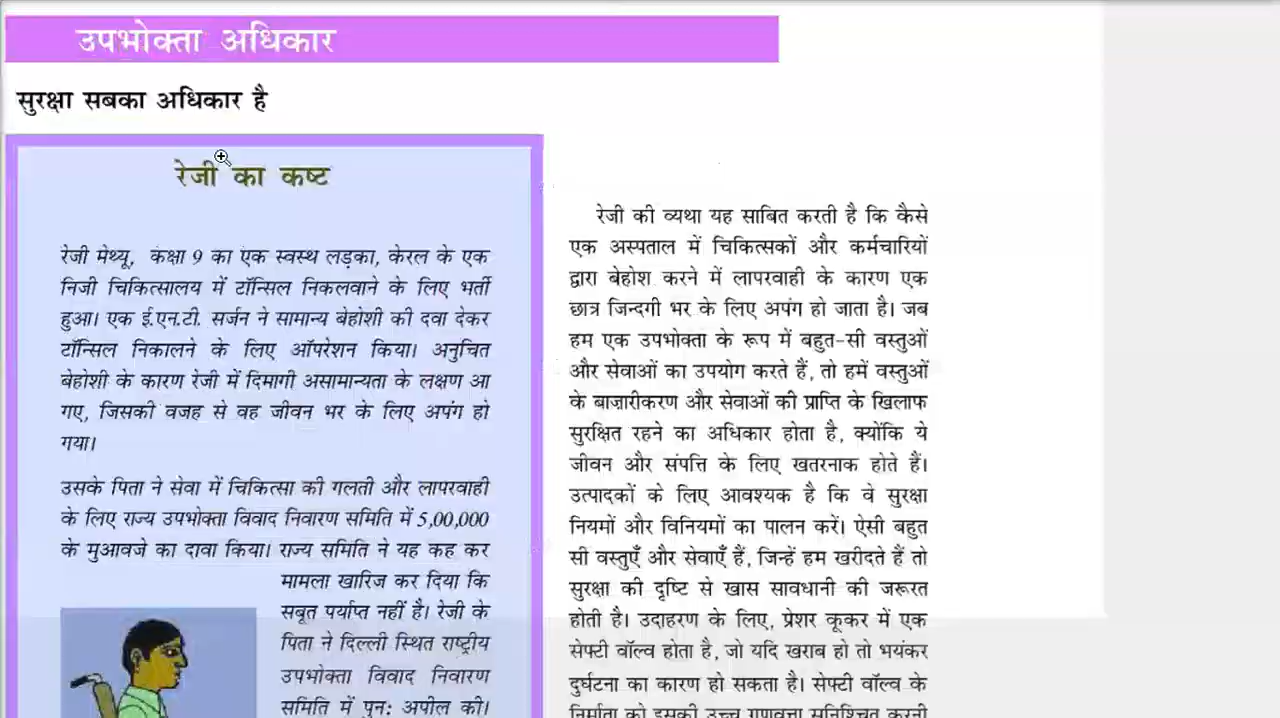 उपभोक्ता अधिकार
सुरक्षा सबका अधिकार है
रेजी का कष्ट
रेजी मेथ्यू, कक्षा 9 का एक स्वस्थ लड़का, केरल के एक
निजी चिकित्सालय में टॉन्सिल निकलवाने के लिए भर्ती
हुआ। एक ई.एन.टी. सर्जन ने सामान्य बेहोशी की दवा देकर
टॉन्सिल निकालने के लिए ऑपरेशन किया। अनुचित
बेहोशी के कारण रेजी में दिमागी असामान्यता के लक्षण आ
गए, जिसकी वजह से वह जीवन भर के लिए अपंग हो
गया।
उसके पिता ने सेवा में चिकित्सा की गलती और लापरवाही
के लिए राज्य उपभोक्ता विवाद निवारण समिति में 5,00,000
के मुआवजे का दावा किया। राज्य समिति ने यह कह कर
मामला खारिज कर दिया कि
सबूत पर्याप्त नहीं है। रेजी के
पिता ने दिल्ली स्थित राष्ट्रीय
उपभोक्ता विवाद निवारण
समिति में पुन: अपील की।
रेजी की व्यथा यह साबित करती है कि कैसे
एक अस्पताल में चिकित्सकों और कर्मचारियों
द्वारा बेहोश करने में लापरवाही के कारण एक
छात्र जिन्दगी भर के लिए अपंग हो जाता है। जब
हम एक उपभोक्ता के रूप में बहुत-सी वस्तुओं
और सेवाओं का उपयोग करते हैं, तो हमें वस्तुओं
के बाजारीकरण और सेवाओं की प्राप्ति के खिलाफ
सुरक्षित रहने का अधिकार होता है, क्योंकि ये
जीवन और संपत्ति के लिए खतरनाक होते हैं।
उत्पादकों के लिए आवश्यक है कि वे सुरक्षा
नियमों और विनियमों का पालन करें। ऐसी बहुत
सी वस्तुएँ और सेवाएँ हैं, जिन्हें हम खरीदते हैं तो
सुरक्षा की दृष्टि से खास सावधानी की जरूरत
होती है। उदाहरण के लिए, प्रेशर कूकर में एक
सेफ्टी वॉल्व होता है, जो यदि खराब हो तो भयंकर
दुर्घटना का कारण हो सकता है। सेफ्टी वॉल्व के
निर्माता को इसकी उच्च गुणवत्ता सुनिश्चित करनी